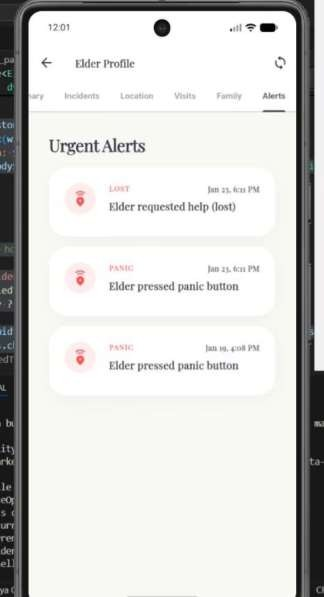 12:01
Elder Profile
ary Incidents Location Visits Family Alerts
Urgent Alerts
LOST Jan 23, 6:11 PM
Elder requested help (lost)
PANIC Jan 23, 6:11 PM
Elder pressed panic button
PANIC Jan 19, 4:08 PM
Elder pressed panic button